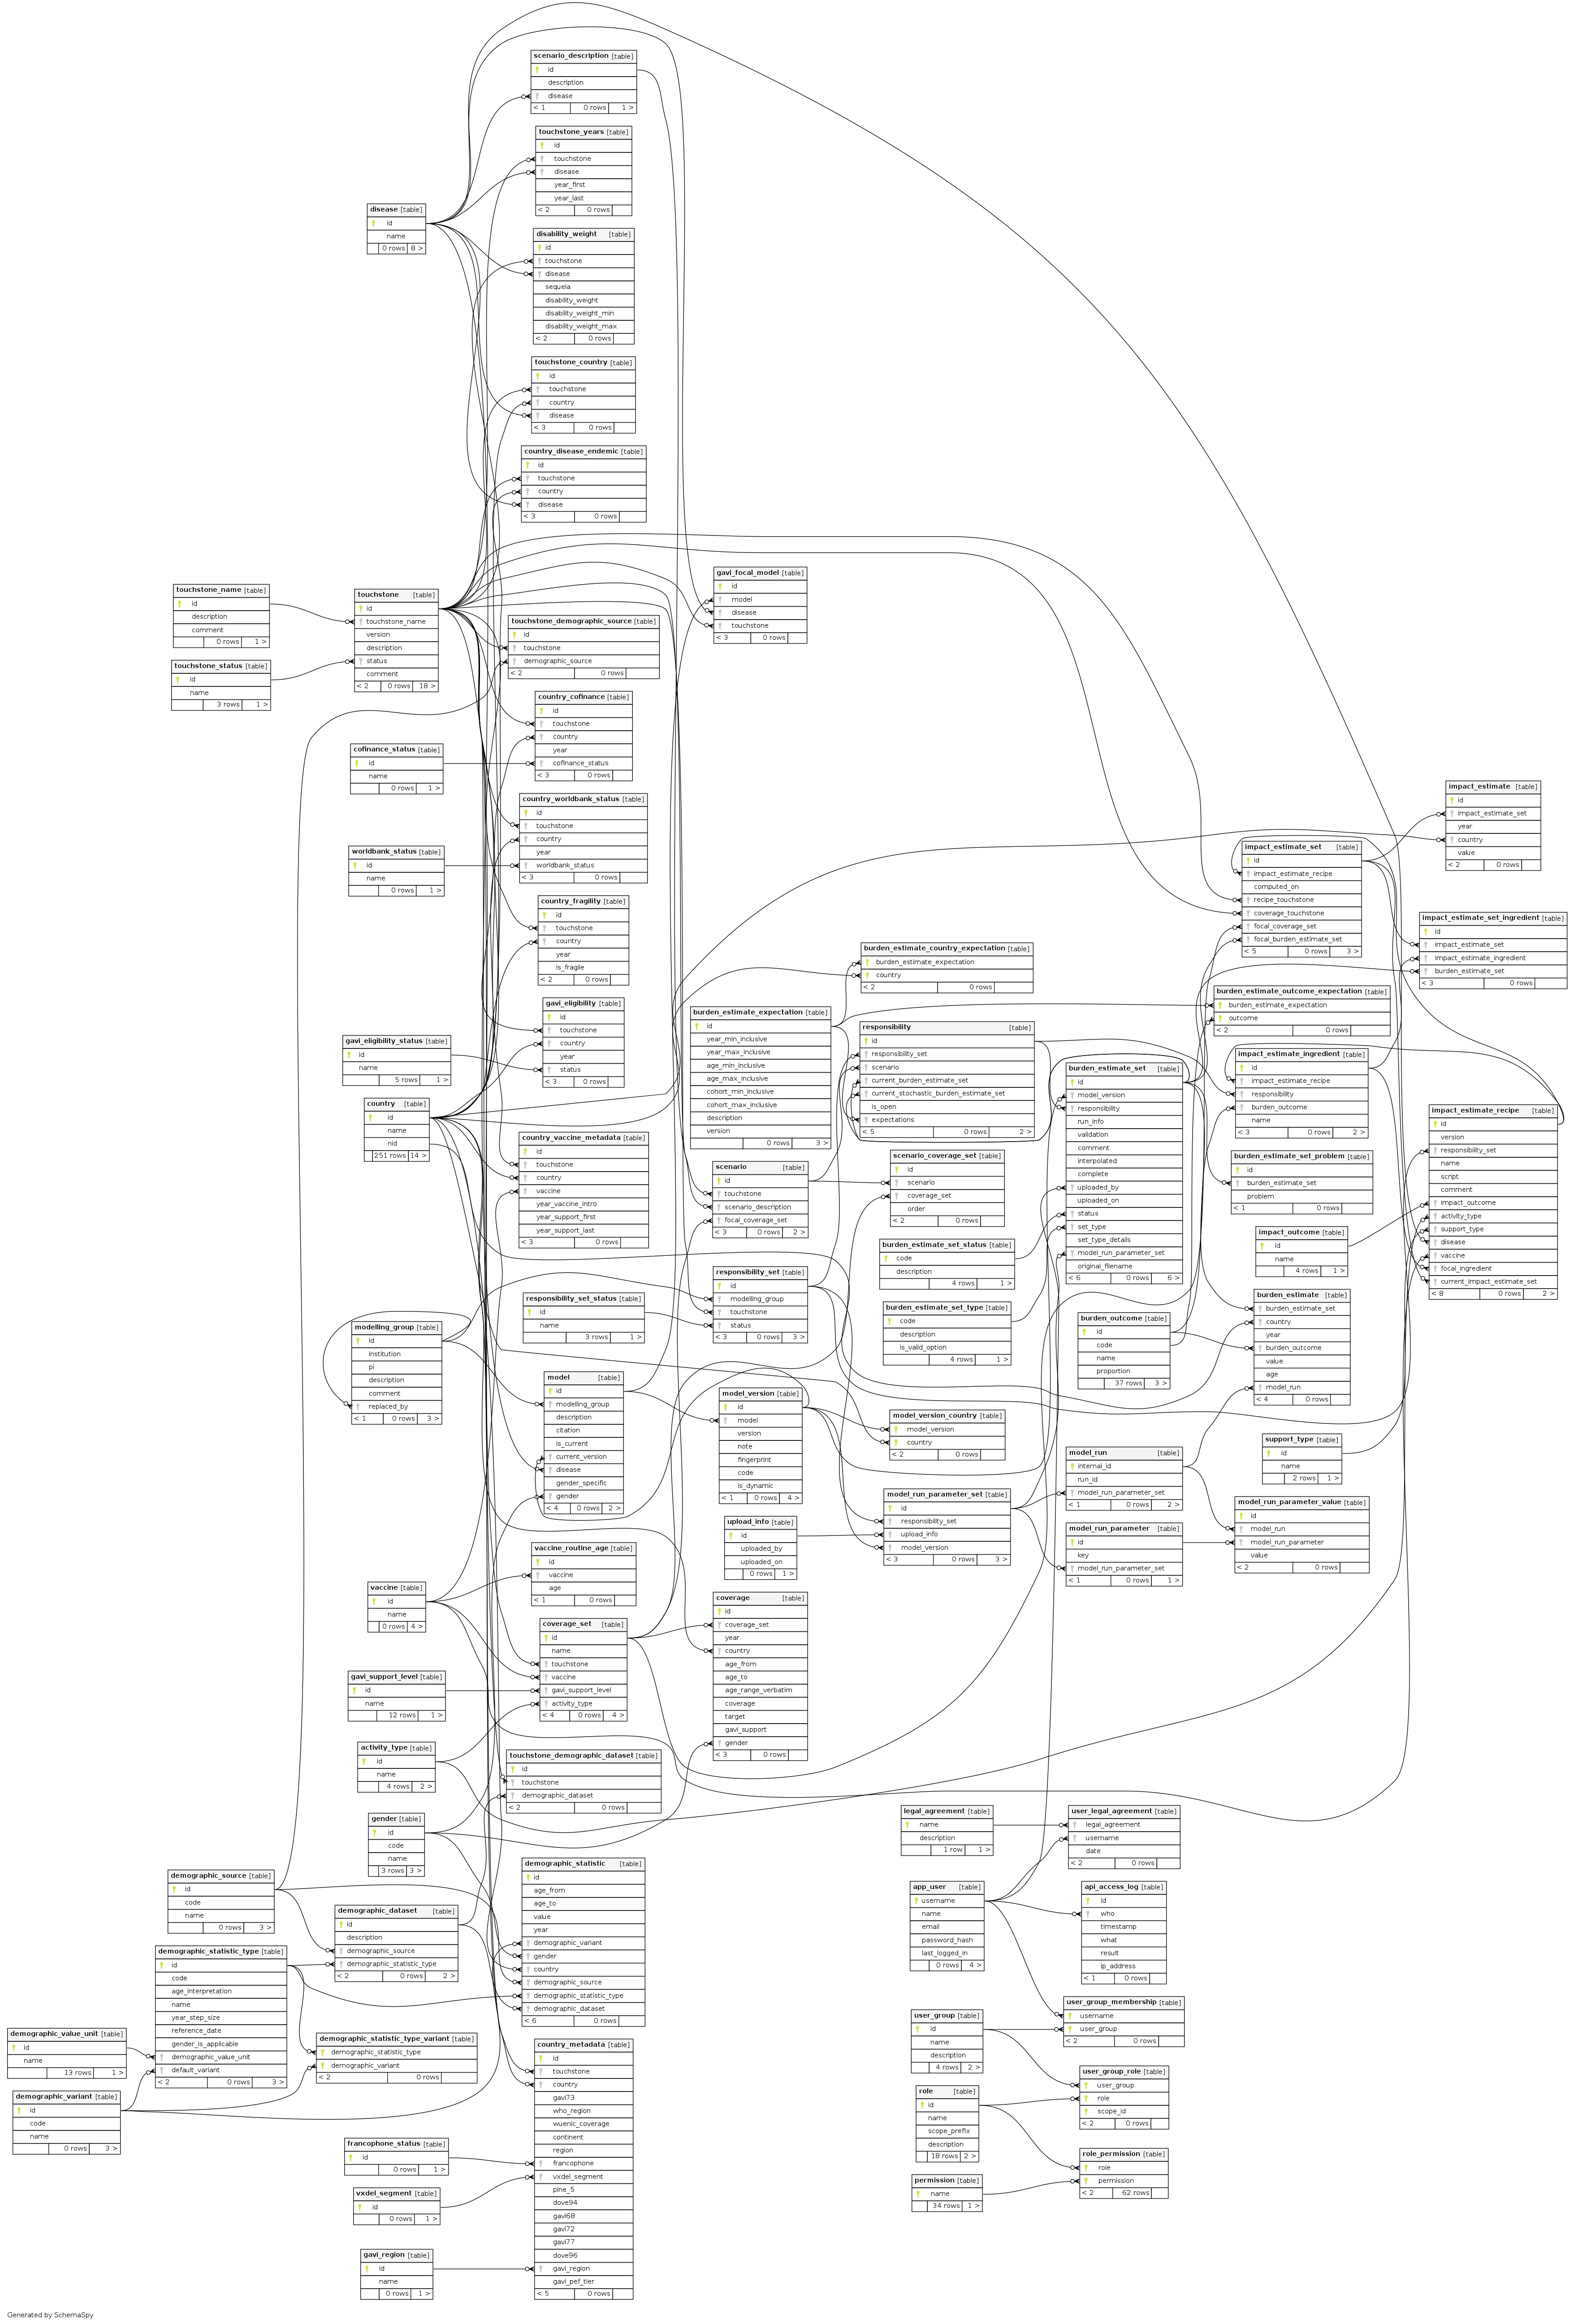 scenario_description [table]
id
description
disease
< 1 0 rows 1 >
touchstone_years [table]
id
touchstone
disease
year_first
year_last
< 2 0 rows
disease [table]
id
name
0 rows 8 >
disability_weight [table]
id
touchstone
disease
sequela
disability_weight
disability_weight_min
disability_weight_max
< 2 0 rows
touchstone_country [table]
id
touchstone
country
disease
< 3 0 rows
country_disease_endemic [table]
id
touchstone
country
disease
< 3 0 rows
gavi_focal_model [table]
id
model
disease
touchstone
< 3 0 rows
touchstone_name [table]
id
description
comment
0 rows 1 >
touchstone [table]
id
touchstone_name
version
description
status
comment
< 2 0 rows 18 >
touchstone_status [table]
id
name
3 rows 1 >
touchstone_demographic_source [table]
id
touchstone
demographic_source
< 2 0 rows
country_cofinance [table]
id
touchstone
country
year
cofinance_status
< 3 0 rows
cofinance_status [table]
id
name
0 rows 1 >
country_worldbank_status [table]
id
touchstone
country
year
worldbank_status
< 3 0 rows
worldbank_status [table]
id
name
0 rows 1 >
impact_estimate [table]
id
impact_estimate_set
year
country
value
< 2 0 rows
impact_estimate_set [table]
id
impact_estimate_recipe
computed_on
recipe_touchstone
coverage_touchstone
focal_coverage_set
focal_burden_estimate_set
< 5 0 rows 3 >
country_fragility [table]
id
touchstone
country
year
is_fragile
< 2 0 rows
impact_estimate_set_ingredient [table]
id
impact_estimate_set
impact_estimate_ingredient
burden_estimate_set
< 3 0 rows
burden_estimate_country_expectation [table]
burden_estimate_expectation
country
< 2 0 rows
burden_estimate_outcome_expectation [table]
burden_estimate_expectation
outcome
< 2 0 rows
gavi_eligibility [table]
id
touchstone
country
year
status
< 3 0 rows
gavi_eligibility_status [table]
id
name
5 rows 1 >
burden_estimate_expectation [table]
id
year_min_inclusive
year_max_inclusive
age_min_inclusive
age_max_inclusive
cohort_min_inclusive
cohort_max_inclusive
description
version
0 rows 3 >
responsibility [table]
id
responsibility_set
scenario
current_burden_estimate_set
current_stochastic_burden_estimate_set
is_open
expectations
< 5 0 rows 2 >
burden_estimate_set [table]
id
model_version
responsibility
run_info
validation
comment
interpolated
complete
uploaded_by
uploaded_on
status
set_type
set_type_details
model_run_parameter_set
original_filename
< 6 0 rows 6 >
impact_estimate_ingredient [table]
id
impact_estimate_recipe
responsibility
burden_outcome
name
< 3 0 rows 2 >
impact_estimate_recipe [table]
id
version
responsibility_set
name
script
comment
impact_outcome
activity_type
support_type
disease
vaccine
focal_ingredient
current_impact_estimate_set
< 8 0 rows 2 >
country [table]
id
name
nid
251 rows 14 >
country_vaccine_metadata [table]
id
touchstone
country
vaccine
year_vaccine_intro
year_support_first
year_support_last
< 3 0 rows
scenario [table]
id
touchstone
scenario_description
focal_coverage_set
< 3 0 rows 2 >
scenario_coverage_set [table]
id
scenario
coverage_set
order
< 2 0 rows
burden_estimate_set_problem [table]
id
burden_estimate_set
problem
< 1 0 rows
impact_outcome [table]
id
name
4 rows 1 >
burden_estimate_set_status [table]
code
description
4 rows 1 >
responsibility_set [table]
id
modelling_group
touchstone
status
< 3 0 rows 3 >
responsibility_set_status [table]
id
name
3 rows 1 >
burden_estimate_set_type [table]
code
description
is_valid_option
4 rows 1 >
burden_outcome [table]
id
code
name
proportion
37 rows 3 >
burden_estimate [table]
burden_estimate_set
country
year
burden_outcome
value
age
model_run
< 4 0 rows
modelling_group [table]
id
institution
pi
description
comment
replaced_by
< 1 0 rows 3 >
model [table]
id
modelling_group
description
citation
is_current
current_version
disease
gender_specific
gender
< 4 0 rows 2 >
model_version [table]
id
model
version
note
fingerprint
code
is_dynamic
< 1 0 rows 4 >
model_version_country [table]
model_version
country
< 2 0 rows
support_type [table]
id
name
2 rows 1 >
model_run [table]
internal_id
run_id
model_run_parameter_set
< 1 0 rows 2 >
model_run_parameter_set [table]
id
responsibility_set
upload_info
model_version
< 3 0 rows 3 >
model_run_parameter_value [table]
id
model_run
model_run_parameter
value
< 2 0 rows
upload_info [table]
id
uploaded_by
uploaded_on
0 rows 1 >
model_run_parameter [table]
id
key
model_run_parameter_set
< 1 0 rows 1 >
vaccine_routine_age [table]
id
vaccine
age
< 1 0 rows
vaccine [table]
id
name
0 rows 4 >
coverage_set [table]
id
name
touchstone
vaccine
gavi_support_level
activity_type
< 4 0 rows 4 >
coverage [table]
id
coverage_set
year
country
age_from
age_to
age_range_verbatim
coverage
target
gavi_support
gender
< 3 0 rows
gavi_support_level [table]
id
name
12 rows 1 >
activity_type [table]
id
name
4 rows 2 >
touchstone_demographic_dataset [table]
id
touchstone
demographic_dataset
< 2 0 rows
gender [table]
id
code
name
3 rows 3 >
legal_agreement [table]
name
description
1 row 1 >
user_legal_agreement [table]
legal_agreement
username
date
< 2 0 rows
demographic_statistic [table]
id
age_from
age_to
value
year
demographic_variant
gender
country
demographic_source
demographic_statistic_type
demographic_dataset
< 6 0 rows
demographic_source [table]
id
code
name
0 rows 3 >
app_user [table]
username
name
email
password_hash
last_logged_in
0 rows 4 >
api_access_log [table]
id
who
timestamp
what
result
ip_address
< 1 0 rows
demographic_dataset [table]
id
description
demographic_source
demographic_statistic_type
< 2 0 rows 2 >
demographic_statistic_type [table]
id
code
age_interpretation
name
year_step_size
reference_date
gender_is_applicable
demographic_value_unit
default_variant
< 2 0 rows 3 >
user_group_membership [table]
username
user_group
< 2 0 rows
user_group [table]
id
name
description
4 rows 2 >
demographic_value_unit [table]
id
name
13 rows 1 >
demographic_statistic_type_variant [table]
demographic_statistic_type
demographic_variant
< 2 0 rows
country_metadata [table]
id
touchstone
country
gavi73
who_region
wuenic_coverage
continent
region
francophone
vxdel_segment
pine_5
dove94
gavi68
gavi72
gavi77
dove96
gavi_region
gavi_pef_tier
< 5 0 rows
user_group_role [table]
user_group
role
scope_id
< 2 0 rows
role [table]
id
name
scope_prefix
description
18 rows 2 >
demographic_variant [table]
id
code
name
0 rows 3 >
francophone_status [table]
id
0 rows 1 >
role_permission [table]
role
permission
< 2 62 rows
permission [table]
name
34 rows 1 >
vxdel_segment [table]
id
0 rows 1 >
gavi_region [table]
id
name
0 rows 1 >
Generated by SchemaSpy